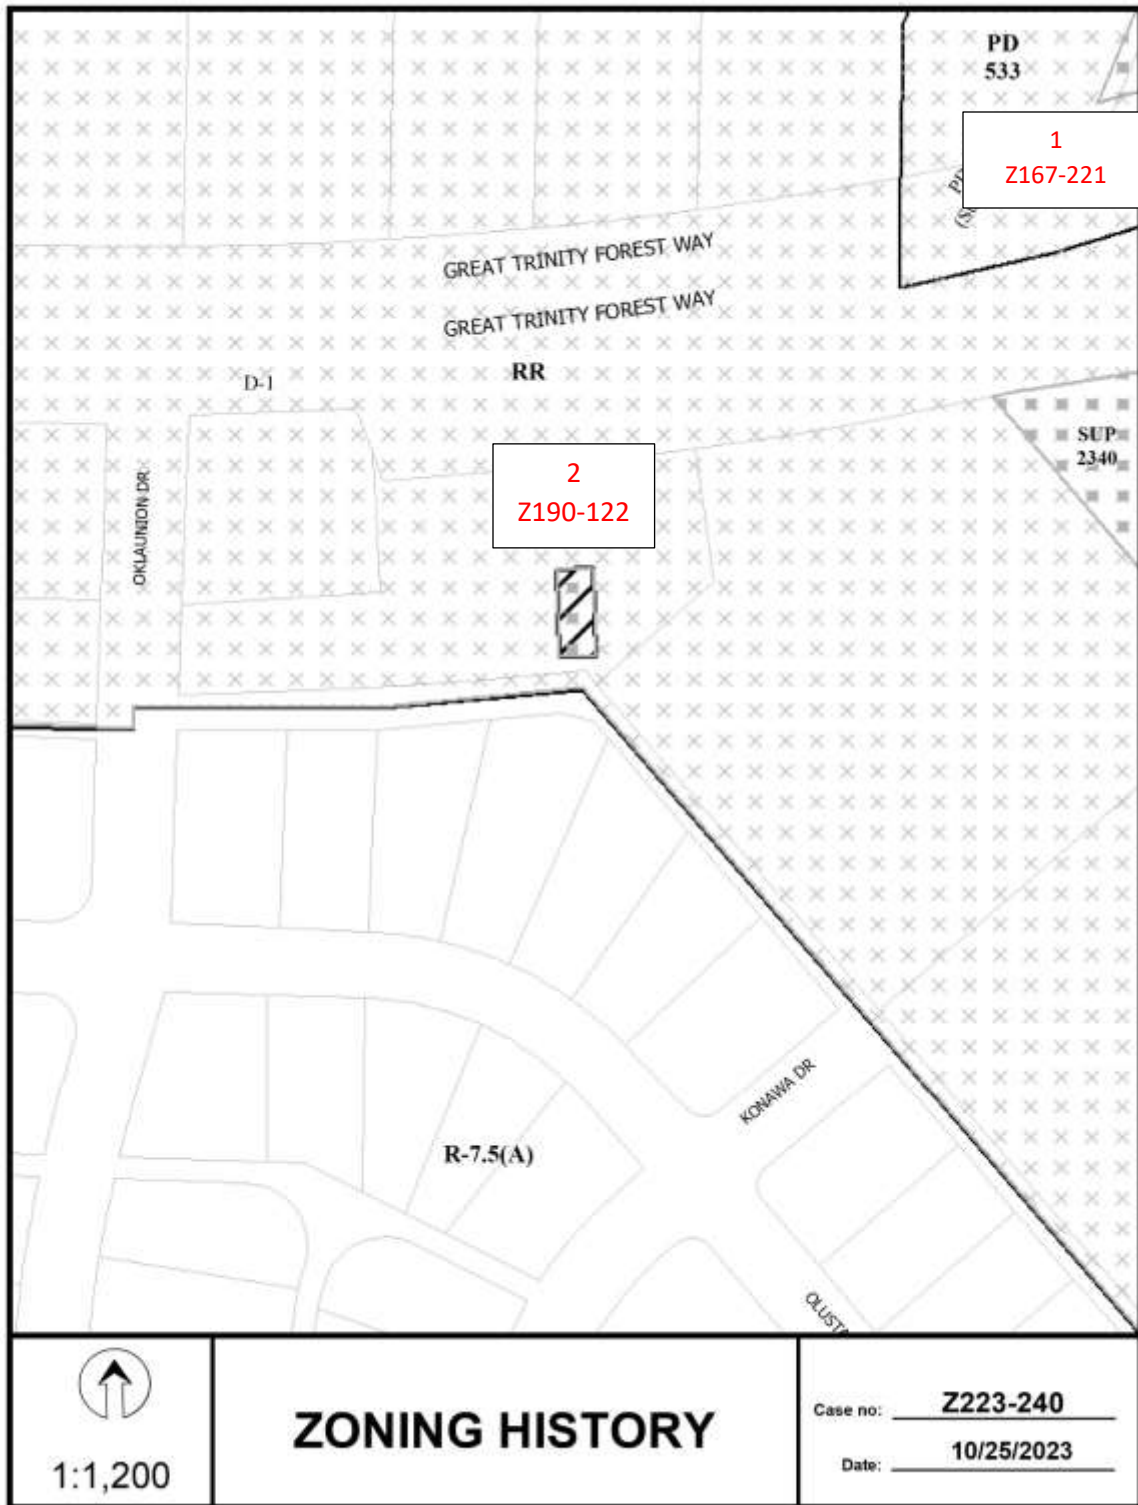 PD
533
1
Z167-221
GREAT TRINITY FOREST WAY
GREAT TRINITY FOREST WAY
D-1
RR
SUP
2340
2
Z190-122
OKLAUNION DR
KONAWA DR
R-7.5(A)
1:1,200
ZONING HISTORY
Case no: Z223-240
Date: 10/25/2023